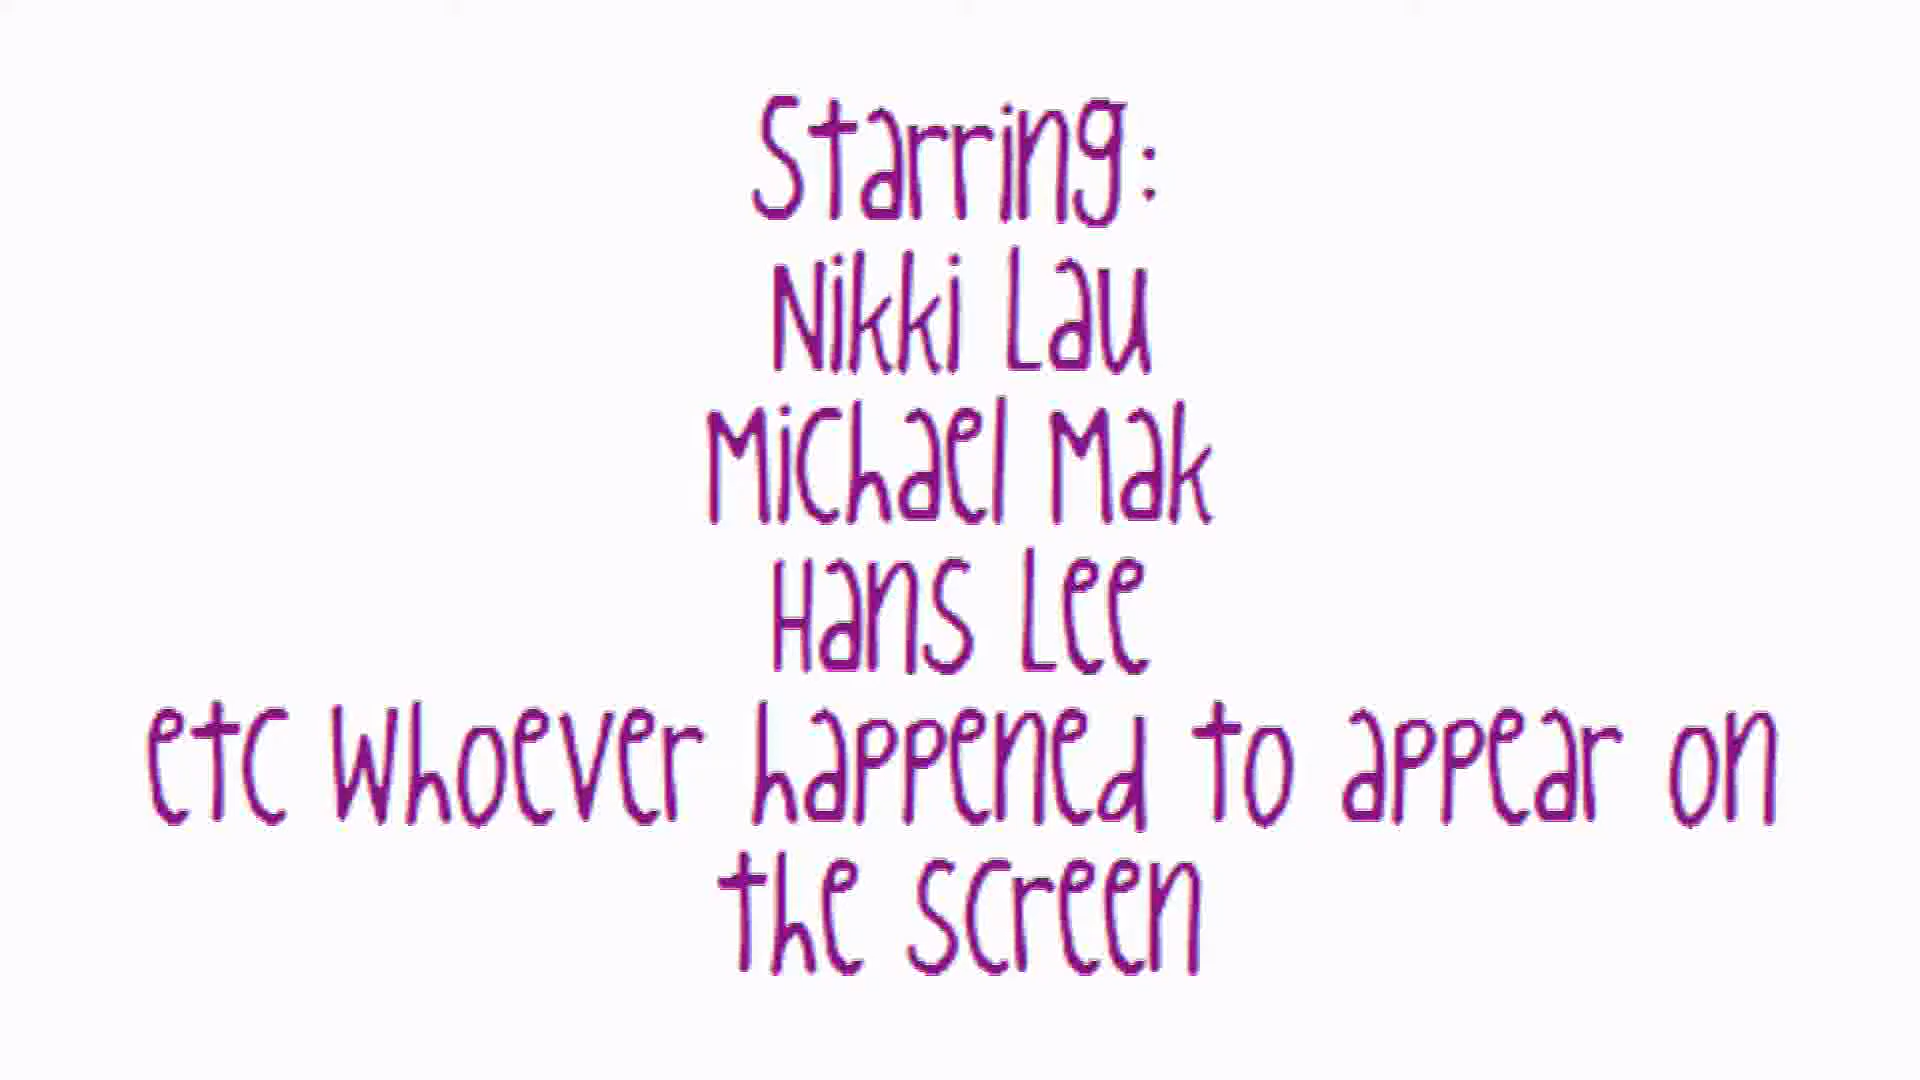 Starring:
Nikki Lau
Michael Mak
Hans Lee
etc Whoever happened to appear on
the screen